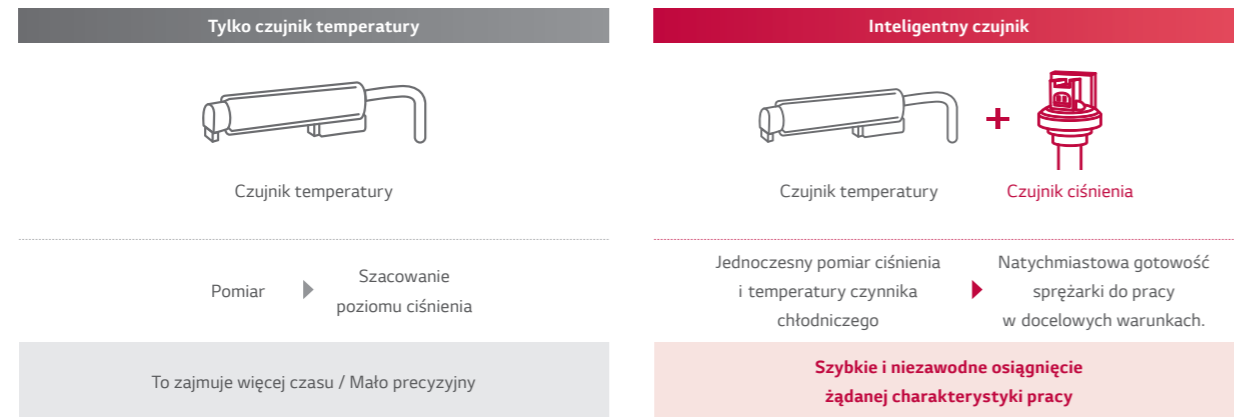 Tylko czujnik temperatury
Czujnik temperatury
Pomiar
Szacowanie
poziomu ciśnienia
To zajmuje więcej czasu / Mało precyzyjny
Inteligentny czujnik
+
Czujnik temperatury
Czujnik ciśnienia
Jednoczesny pomiar ciśnienia
i temperatury czynnika
chłodniczego
Natychmiastowa gotowość
sprężarki do pracy
w docelowych warunkach.
Szybkie i niezawodne osiągnięcie
żądanej charakterystyki pracy